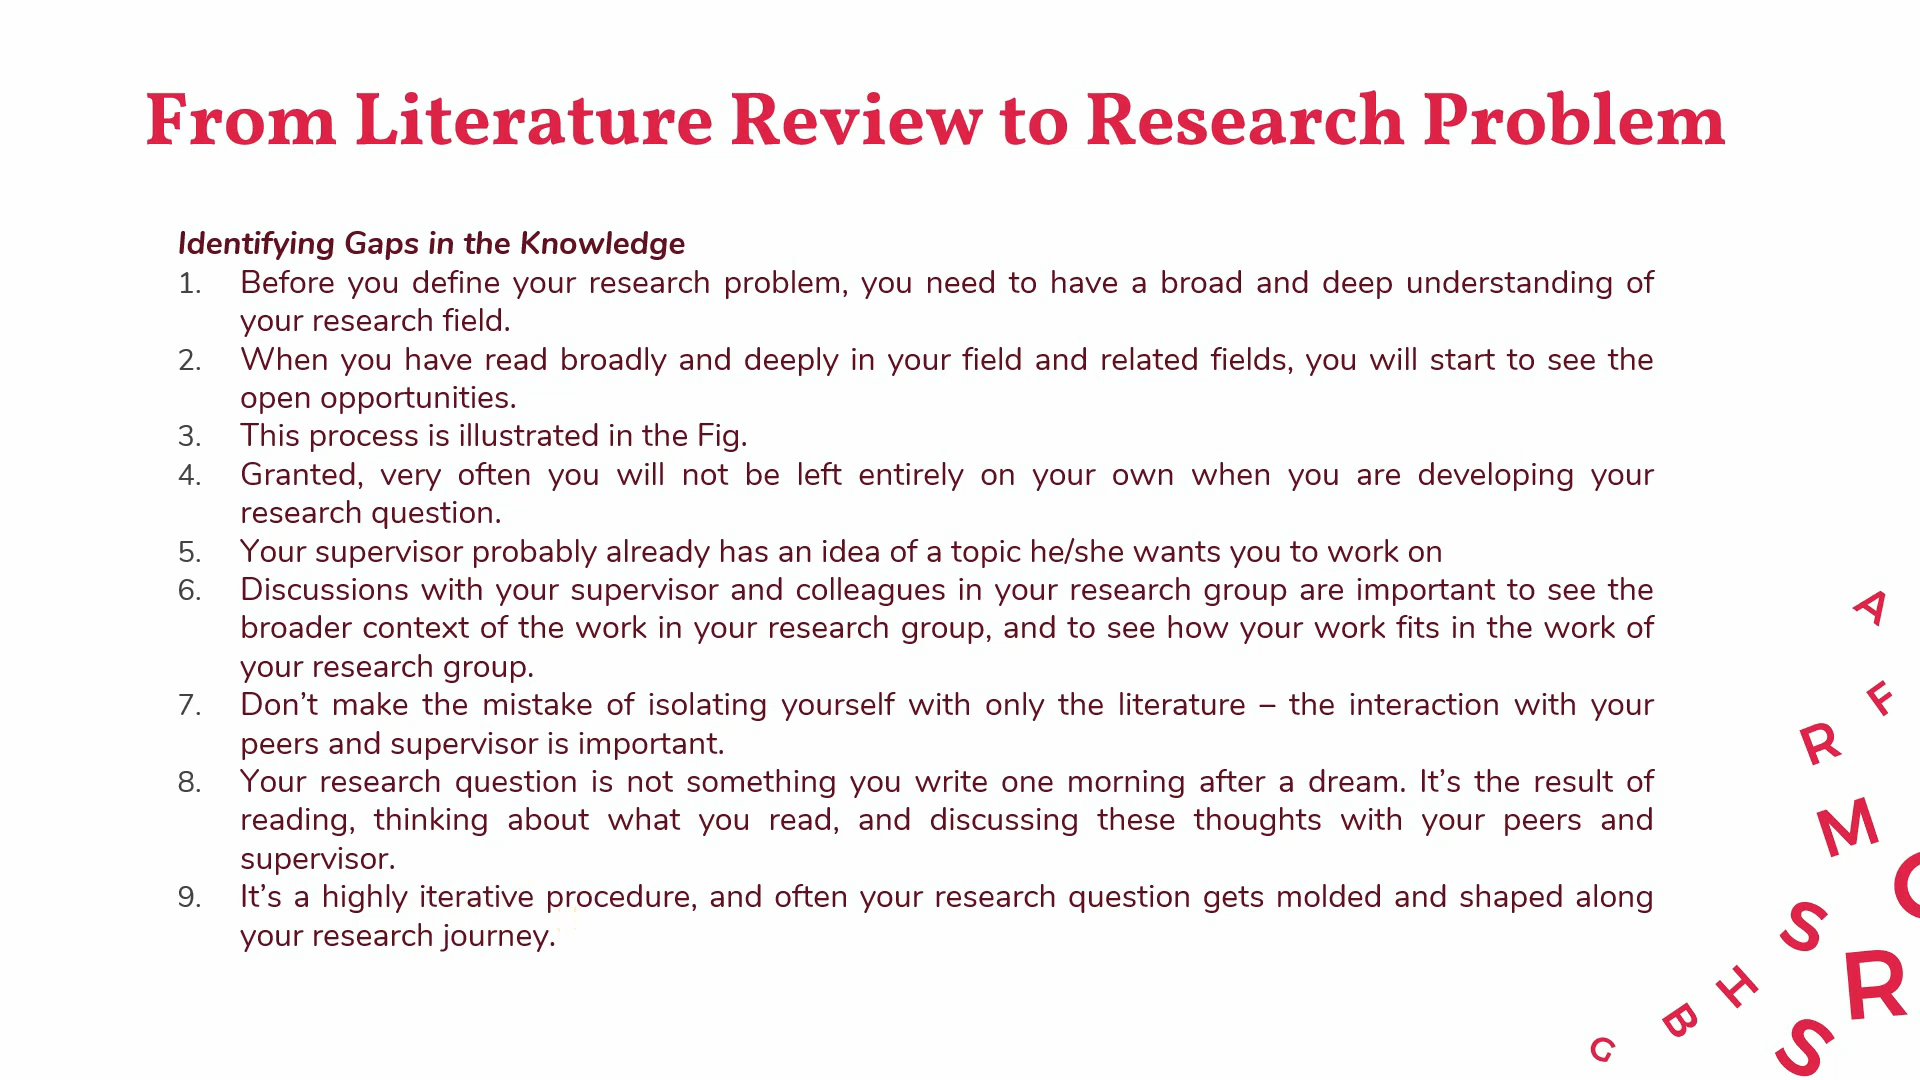 From Literature Review to Research Problem
Identifying Gaps in the Knowledge
1. Before you define your research problem, you need to have a broad and deep understanding of
your research field.
2. When you have read broadly and deeply in your field and related fields, you will start to see the
open opportunities.
3. This process is illustrated in the Fig.
4. Granted, very often you will not be left entirely on your own when you are developing your
research question.
5. Your supervisor probably already has an idea of a topic he/she wants you to work on
6. Discussions with your supervisor and colleagues in your research group are important to see the
broader context of the work in your research group, and to see how your work fits in the work of
your research group.
7. Don’t make the mistake of isolating yourself with only the literature – the interaction with your
peers and supervisor is important.
8. Your research question is not something you write one morning after a dream. It’s the result of
reading, thinking about what you read, and discussing these thoughts with your peers and
supervisor.
9. It’s a highly iterative procedure, and often your research question gets molded and shaped along
your research journey.
A
F
R
M
S
R
H
B
S
G